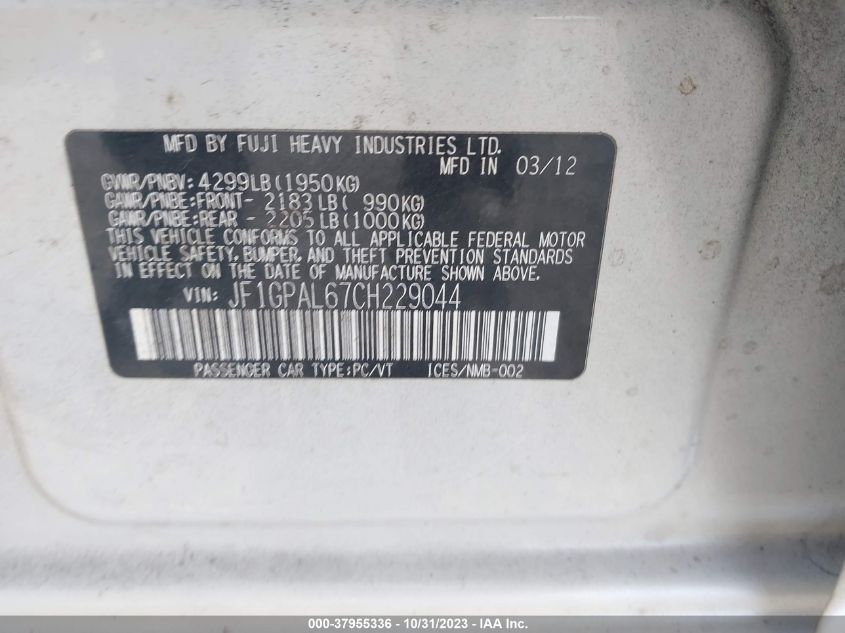 MFD BY FUJI HEAVY INDUSTRIES LTD.
MFD IN 03/12
GVWR/PNBV: 4299LB(1950KG)
GAWR/PNBE:FRONT- 2183LB( 990KG)
GAWR/PNBE:REAR - 2205LB(1000KG)
THIS VEHICLE CONFORMS TO ALL APPLICABLE FEDERAL MOTOR
VEHICLE SAFETY, BUMPER, AND THEFT PREVENTION STANDARDS
IN EFFECT ON THE DATE OF MANUFACTURE SHOWN ABOVE.
VIN: JF1GPAL67CH229044
PASSENGER CAR TYPE:PC/VT ICES/NMB-002
000-37955336 - 10/31/2023 - IAA Inc.